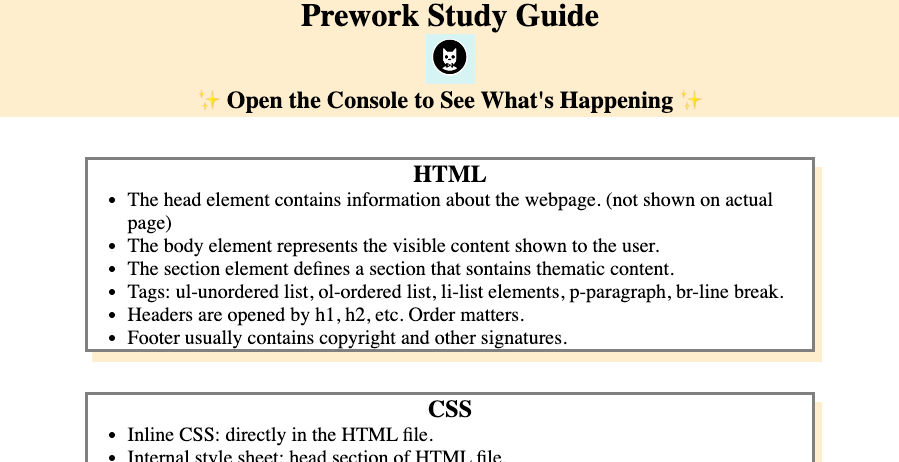 Prework Study Guide
✨ Open the Console to See What's Happening ✨
HTML
• The head element contains information about the webpage. (not shown on actual
page)
• The body element represents the visible content shown to the user.
• The section element defines a section that sontains thematic content.
• Tags: ul-unordered list, ol-ordered list, li-list elements, p-paragraph, br-line break.
• Headers are opened by h1, h2, etc. Order matters.
• Footer usually contains copyright and other signatures.
CSS
• Inline CSS: directly in the HTML file.
• Internal style sheet: head section of HTML file.